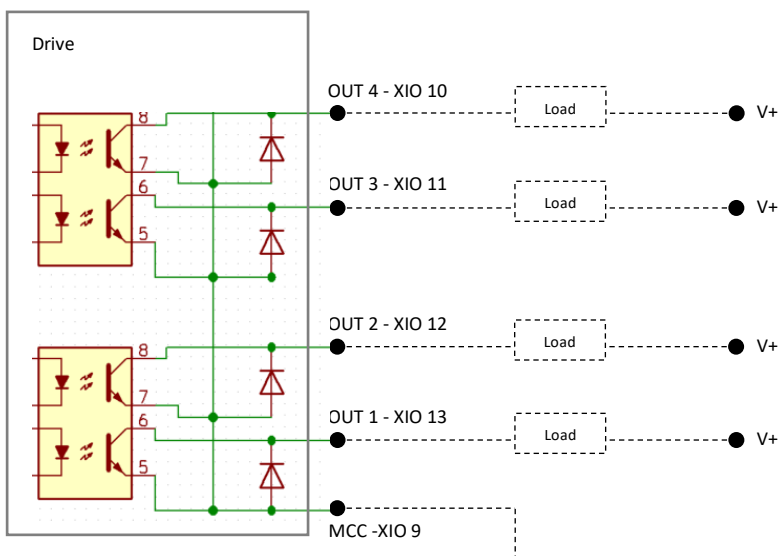 Drive
OUT 4 - XIO 10
8
Load
V+
7
OUT 3 - XIO 11
6
Load
V+
5
OUT 2 - XIO 12
8
Load
V+
7
OUT 1 - XIO 13
6
Load
V+
5
MCC -XIO 9